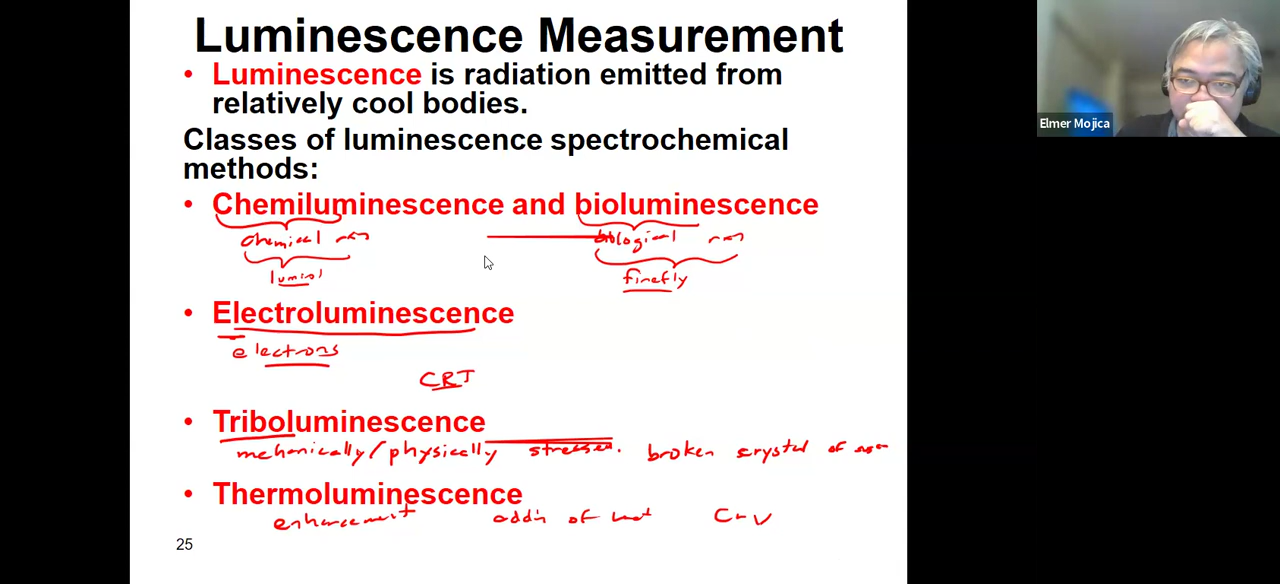 Luminescence Measurement
• Luminescence is radiation emitted from
relatively cool bodies.
Classes of luminescence spectrochemical
methods:
• Chemiluminescence and bioluminescence
chemical rxn biological rxn
luminol firefly
• Electroluminescence
electrons
CRT
• Triboluminescence
mechanically/physically stresses. broken crystal of
• Thermoluminescence
enhancement addn of heat
25
Elmer Mojica